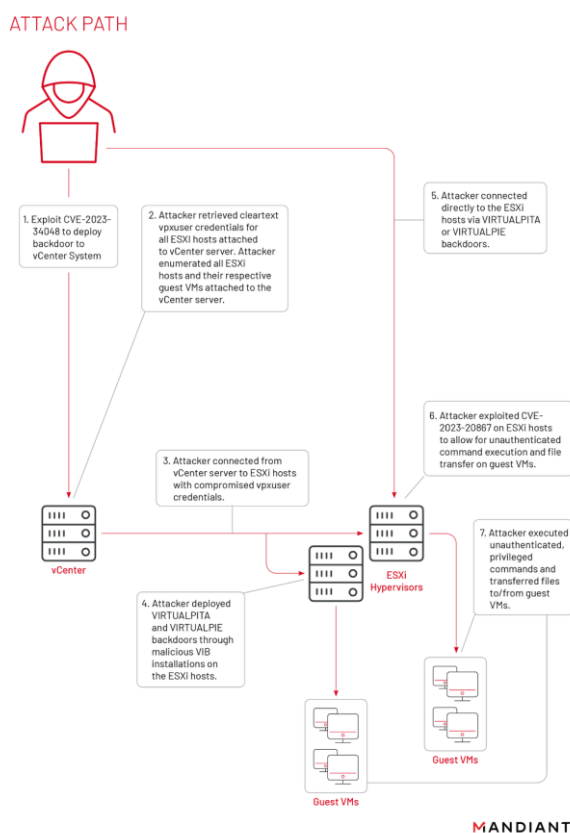 ATTACK PATH
1. Exploit CVE-2023-
34048 to deploy
backdoor to
vCenter System
2. Attacker retrieved cleartext
vpxuser credentials for
all ESXI hosts attached
to vCenter server. Attacker
enumerated all ESXi
hosts and their respective
guest VMs attached to the
vCenter server.
5. Attacker connected
directly to the ESXi
hosts via VIRTUALPITA
or VIRTUALPIE
backdoors.
6. Attacker exploited CVE-
2023-20867 on ESXi hosts
to allow for unauthenticated
command execution and file
transfer on guest VMs.
3. Attacker connected from
vCenter server to ESXi hosts
with compromised vpxuser
credentials.
vCenter
ESXi
Hypervisors
7. Attacker executed
unauthenticated,
privileged
commands and
transferred files
to/from guest
VMs.
4. Attacker deployed
VIRTUALPITA
and VIRTUALPIE
backdoors through
malicious VIB
installations on
the ESXi hosts.
Guest VMs
Guest VMs
MANDIANT